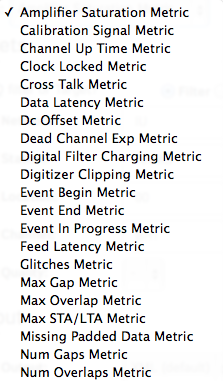 ✓ Amplifier Saturation Metric
Calibration Signal Metric
Channel Up Time Metric
Clock Locked Metric
Cross Talk Metric
Data Latency Metric
Dc Offset Metric
Dead Channel Exp Metric
Digital Filter Charging Metric
Digitizer Clipping Metric
Event Begin Metric
Event End Metric
Event In Progress Metric
Feed Latency Metric
Glitches Metric
Max Gap Metric
Max Overlap Metric
Max STA/LTA Metric
Missing Padded Data Metric
Num Gaps Metric
Num Overlaps Metric